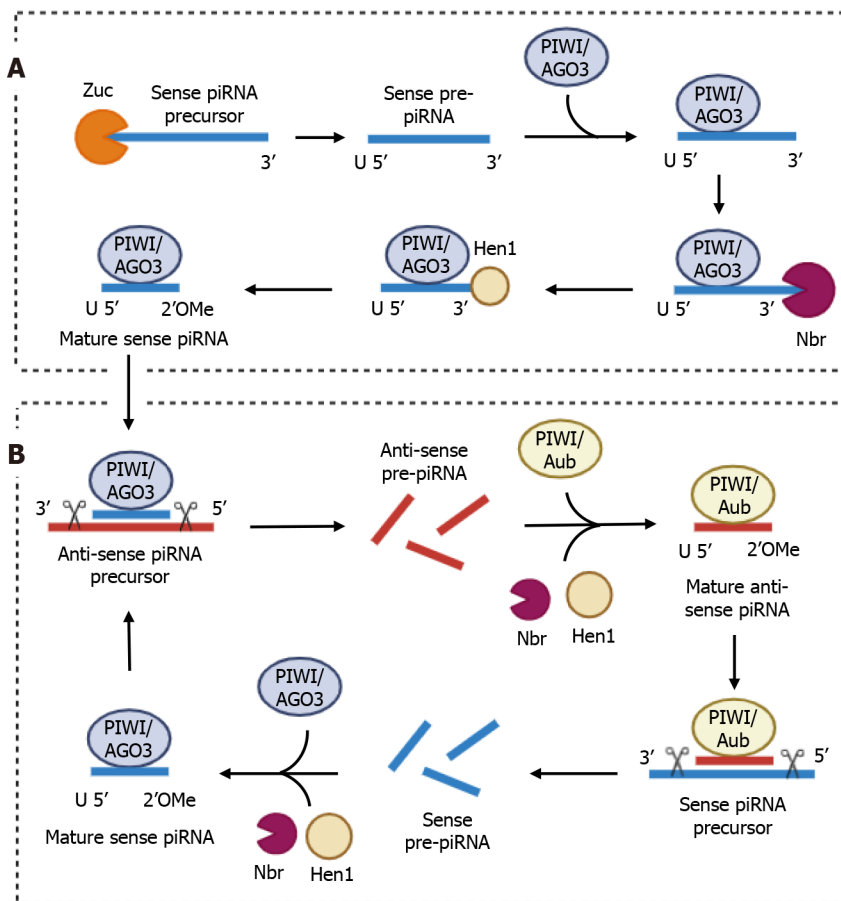 A
Zuc
Sense piRNA
precursor
3′
Sense pre-
piRNA
U 5′
3′
PIWI/
AGO3
PIWI/
AGO3
U 5′
3′
PIWI/
AGO3
U 5′
2′OMe
Mature sense piRNA
PIWI/
AGO3
Hen1
U 5′
3′
PIWI/
AGO3
U 5′
3′
Nbr
B
PIWI/
AGO3
3′
5′
Anti-sense piRNA
precursor
Anti-sense
pre-piRNA
PIWI/
Aub
Nbr
Hen1
PIWI/
Aub
U 5′
2′OMe
Mature anti-
sense piRNA
PIWI/
AGO3
U 5′
2′OMe
Mature sense piRNA
PIWI/
AGO3
Nbr
Hen1
Sense
pre-piRNA
PIWI/
Aub
3′
5′
Sense piRNA
precursor